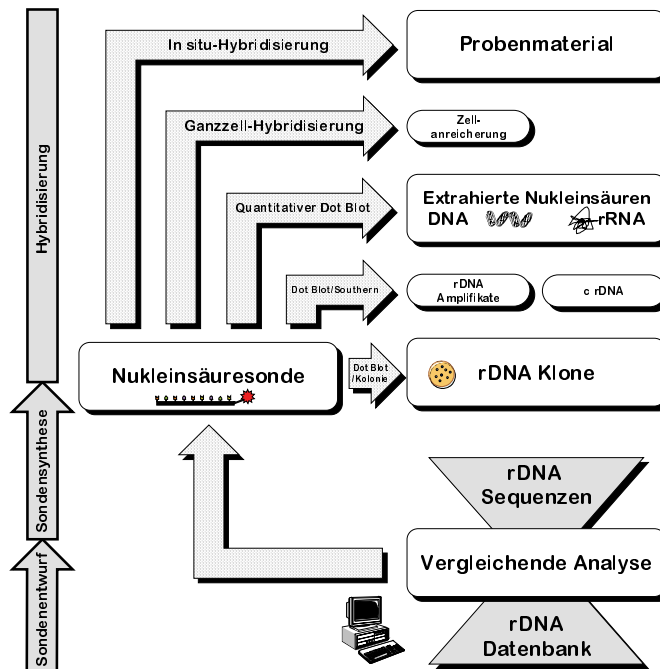 In situ-Hybridisierung
Probenmaterial
Ganzzell-Hybridisierung
Zell-
anreicherung
Quantitativer Dot Blot
Extrahierte Nukleinsäuren
DNA rRNA
Dot Blot/Southern
rDNA
Amplifikate
c rDNA
Nukleinsäuresonde
Dot Blot
/Kolonie
rDNA Klone
rDNA
Sequenzen
Vergleichende Analyse
rDNA
Datenbank
Hybridisierung
Sondensynthese
Sondenentwurf